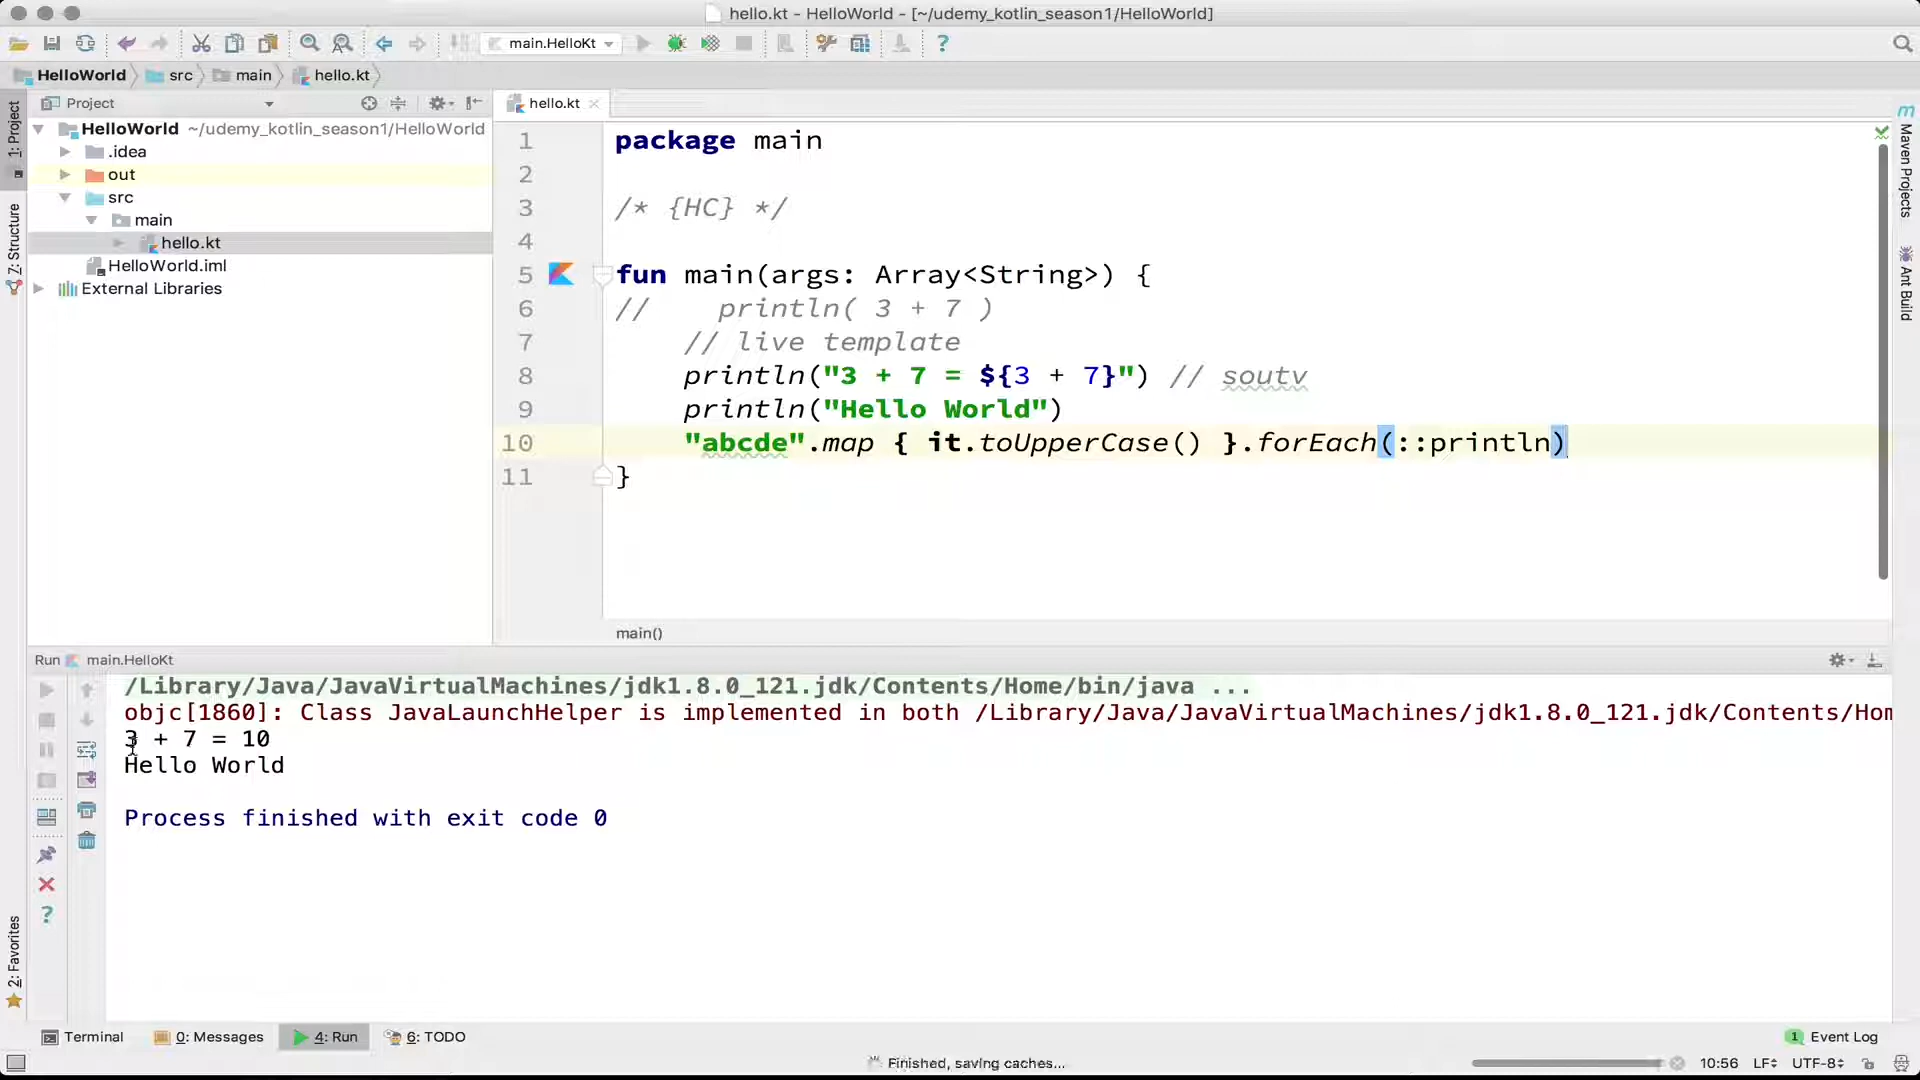 hello.kt - HelloWorld - [~/udemy_kotlin_season1/HelloWorld]
main.HelloKt
HelloWorld src main hello.kt
1: Project
Project
hello.kt
HelloWorld ~/udemy_kotlin_season1/HelloWorld
.idea
out
src
main
hello.kt
HelloWorld.iml
External Libraries
7: Structure
2: Favorites
Maven Projects
Ant Build
1 package main
2
3 /* {HC} */
4
5 fun main(args: Array<String>) {
6 // println( 3 + 7 )
7 // live template
8 println("3 + 7 = ${3 + 7}") // soutv
9 println("Hello World")
10 "abcde".map { it.toUpperCase() }.forEach(::println)
11 }
main()
Run main.HelloKt
/Library/Java/JavaVirtualMachines/jdk1.8.0_121.jdk/Contents/Home/bin/java ...
objc[1860]: Class JavaLaunchHelper is implemented in both /Library/Java/JavaVirtualMachines/jdk1.8.0_121.jdk/Contents/Hom
3 + 7 = 10
Hello World
Process finished with exit code 0
Terminal 0: Messages 4: Run 6: TODO 1 Event Log
Finished, saving caches... 10:56 LF UTF-8